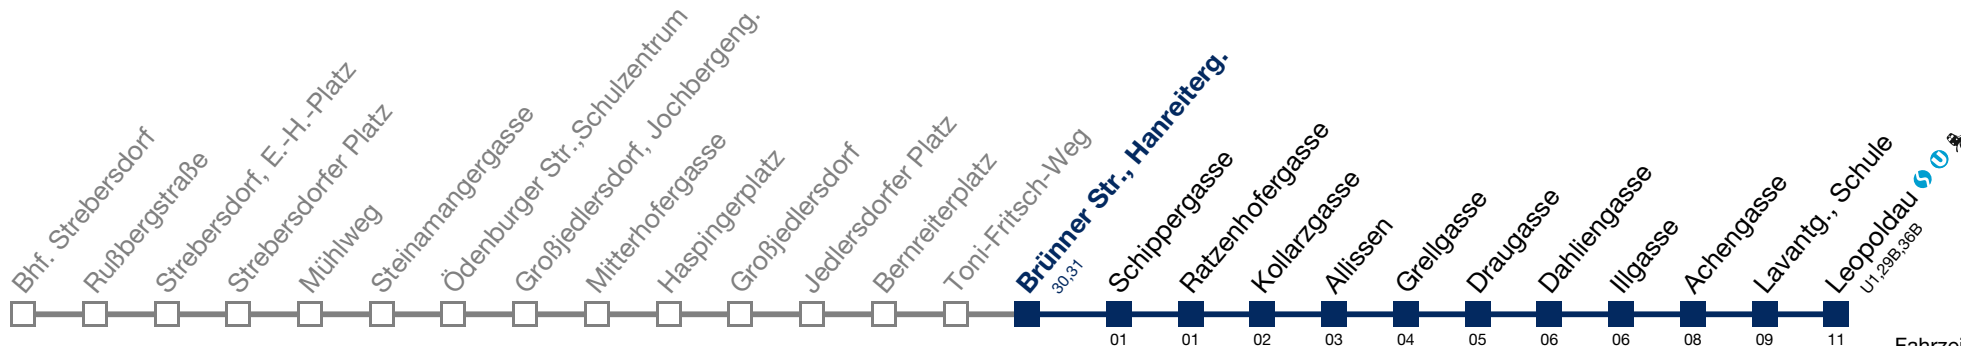 Bhf. Strebersdorf
Rußbergstraße
Strebersdorf, E.-H.-Platz
Strebersdorfer Platz
Mühlweg
Steinamangergasse
Ödenburger Str.,Schulzentrum
Großjedlersdorf, Jochbergeng.
Mitterhofergasse
Haspingerplatz
Großjedlersdorf
Jedlersdorfer Platz
Bernreiterplatz
Toni-Fritsch-Weg
Brünner Str., Hanreiterg.
30,31
Schippergasse
Ratzenhofergasse
Kollarzgasse
Allissen
Grellgasse
Draugasse
Dahliengasse
Illgasse
Achengasse
Lavantg., Schule
Leopoldau S U
U1,29B,36B
01 01 02 03 04 05 06 06 08 09 11